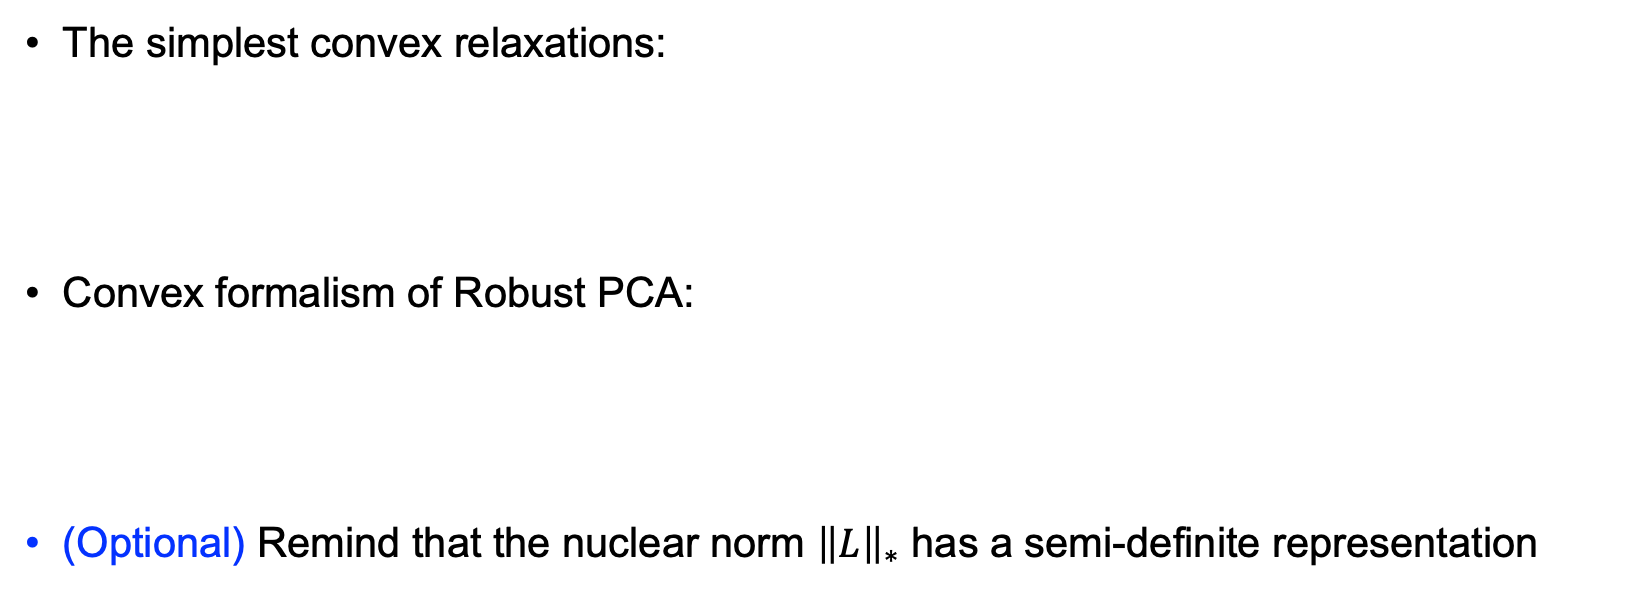 • The simplest convex relaxations:
• Convex formalism of Robust PCA:
• (Optional) Remind that the nuclear norm ‖L‖∗ has a semi-definite representation